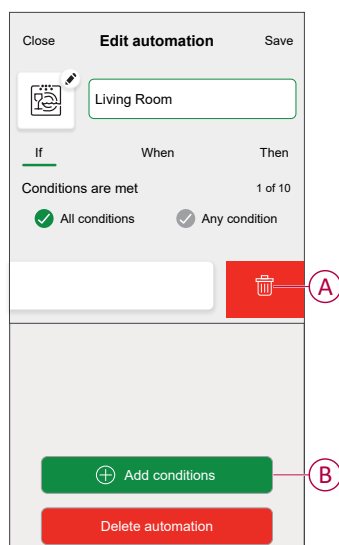 Close Edit automation Save
Living Room
If When Then
Conditions are met 1 of 10
All conditions Any condition
A
Add conditions B
Delete automation